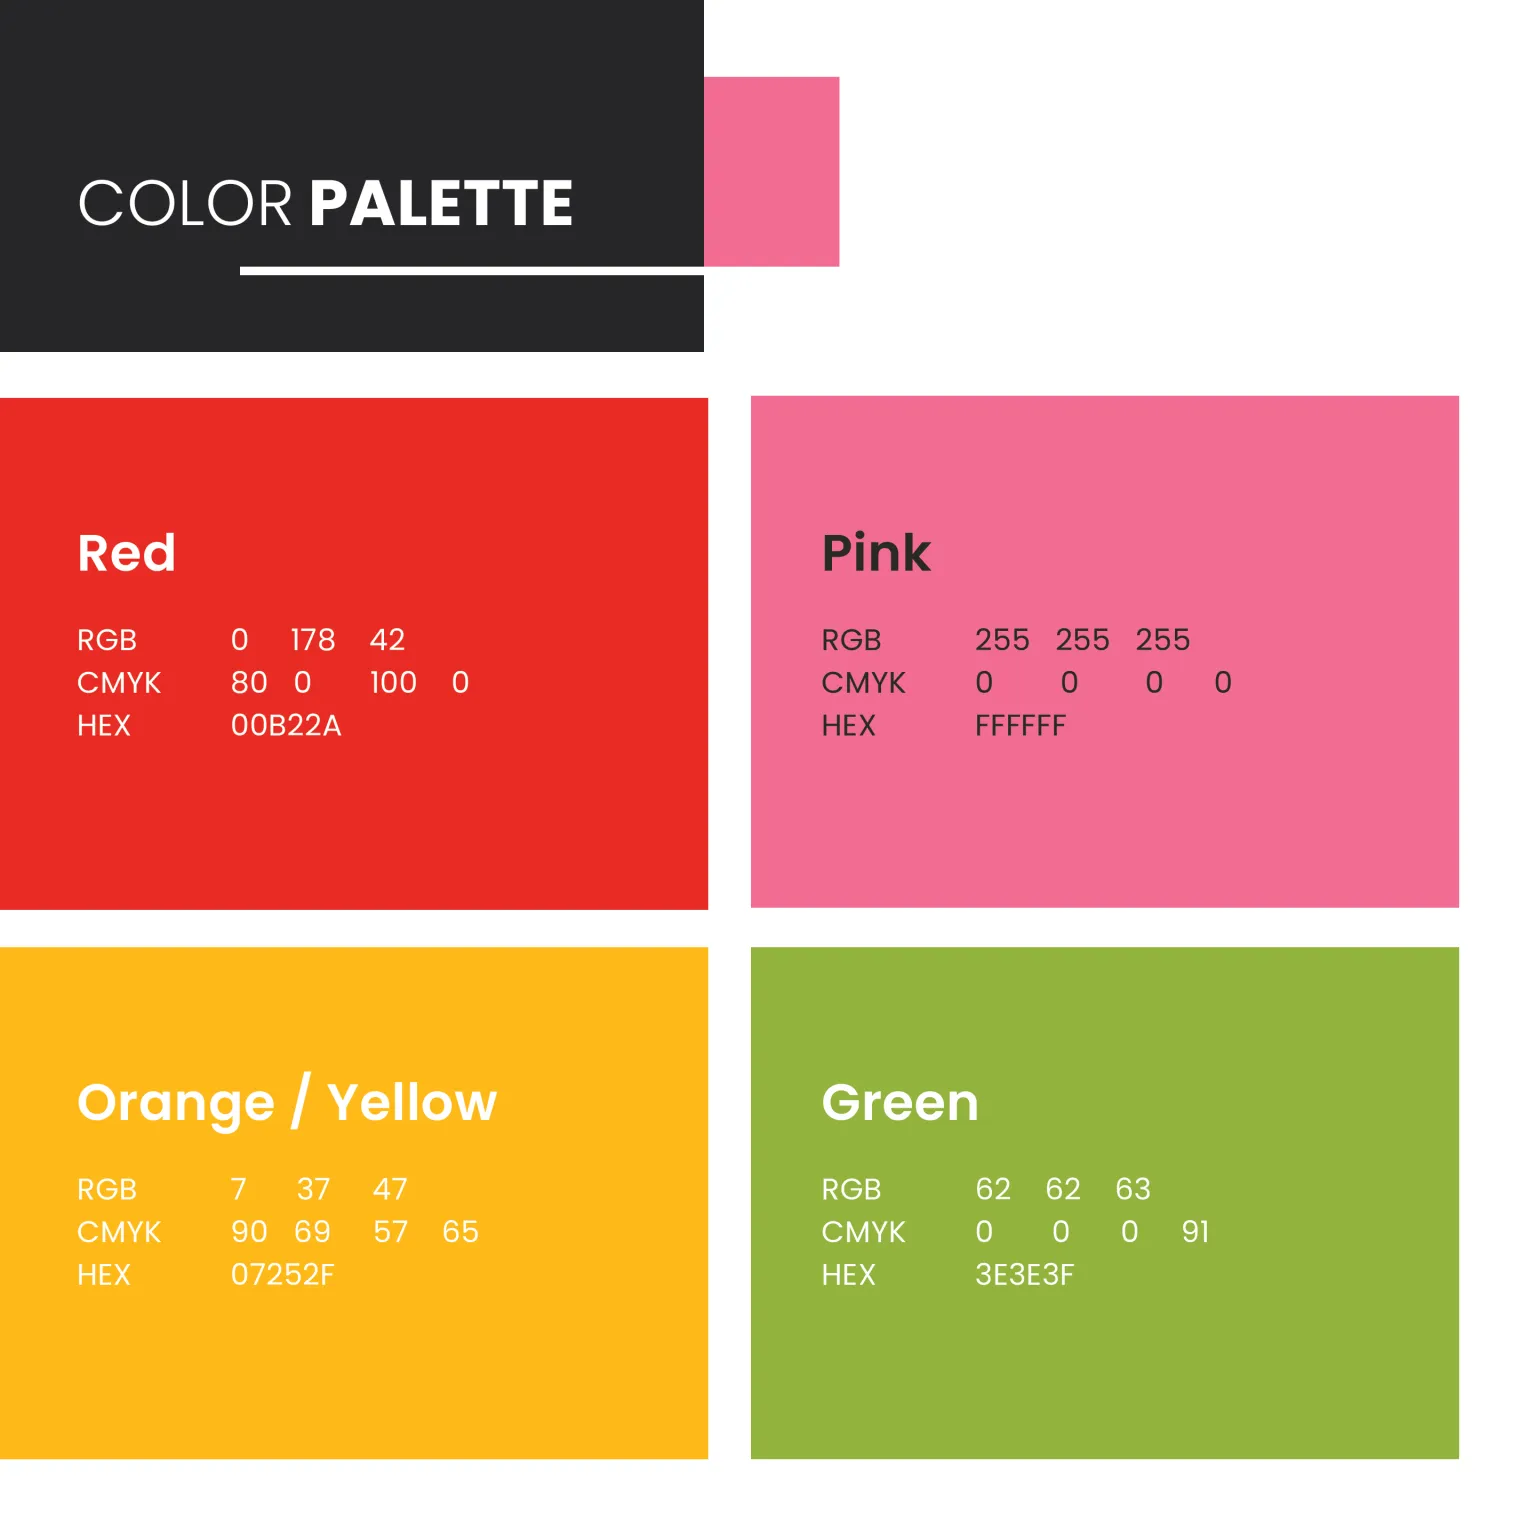 COLOR PALETTE
Red
RGB 0 178 42
CMYK 80 0 100 0
HEX 00B22A
Pink
RGB 255 255 255
CMYK 0 0 0 0
HEX FFFFFF
Orange / Yellow
RGB 7 37 47
CMYK 90 69 57 65
HEX 07252F
Green
RGB 62 62 63
CMYK 0 0 0 91
HEX 3E3E3F